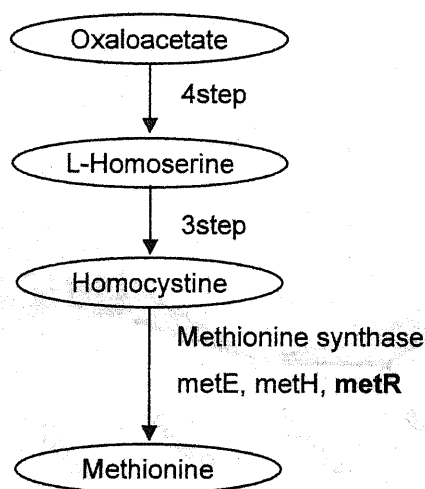 Oxaloacetate
4step
L-Homoserine
3step
Homocystine
Methionine synthase
metE, metH, metR
Methionine